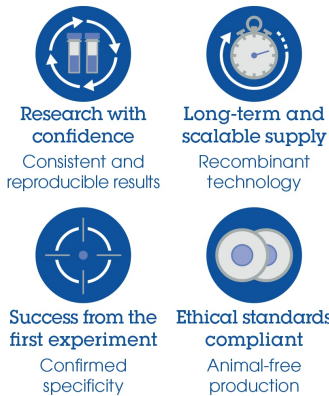 Research with
confidence
Consistent and
reproducible results
Long-term and
scalable supply
Recombinant
technology
Success from the
first experiment
Confirmed
specificity
Ethical standards
compliant
Animal-free
production